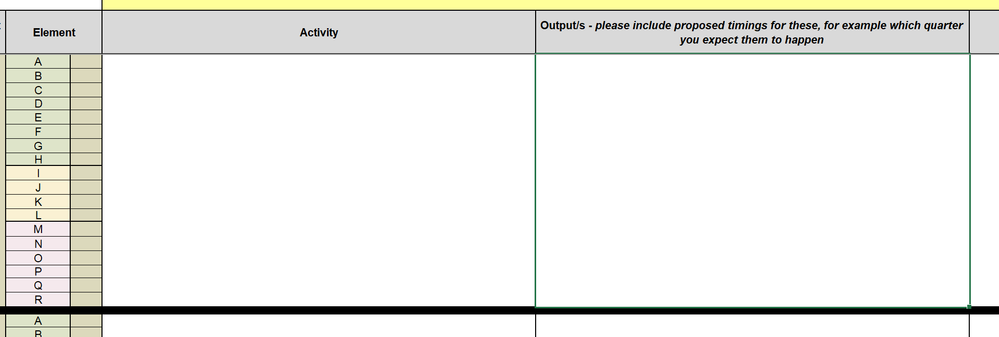 Element
Activity
Output/s - please include proposed timings for these, for example which quarter
you expect them to happen
A
B
C
D
E
F
G
H
I
J
K
L
M
N
O
P
Q
R
A
B